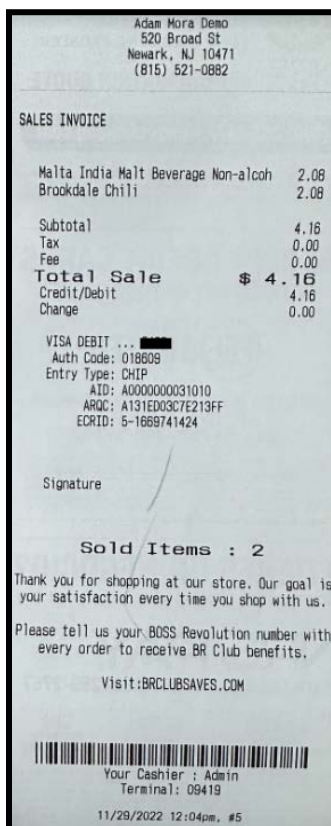 Adam Mora Demo
520 Broad St
Newark, NJ 10471
(815) 521-0882
SALES INVOICE
Malta India Malt Beverage Non-alcoh 2.08
Brookdale Chili 2.08
Subtotal 4.16
Tax 0.00
Fee 0.00
Total Sale $ 4.16
Credit/Debit 4.16
Change 0.00
VISA DEBIT ...
Auth Code: 018609
Entry Type: CHIP
AID: A0000000031010
ARQC: A131ED03C7E213FF
ECRID: 5-1669741424
Signature
Sold Items : 2
Thank you for shopping at our store. Our goal is
your satisfaction every time you shop with us.
Please tell us your BOSS Revolution number with
every order to receive BR Club benefits.
Visit:BRCLUBSAVES.COM
Your Cashier : Admin
Terminal: 09419
11/29/2022 12:04pm, #5